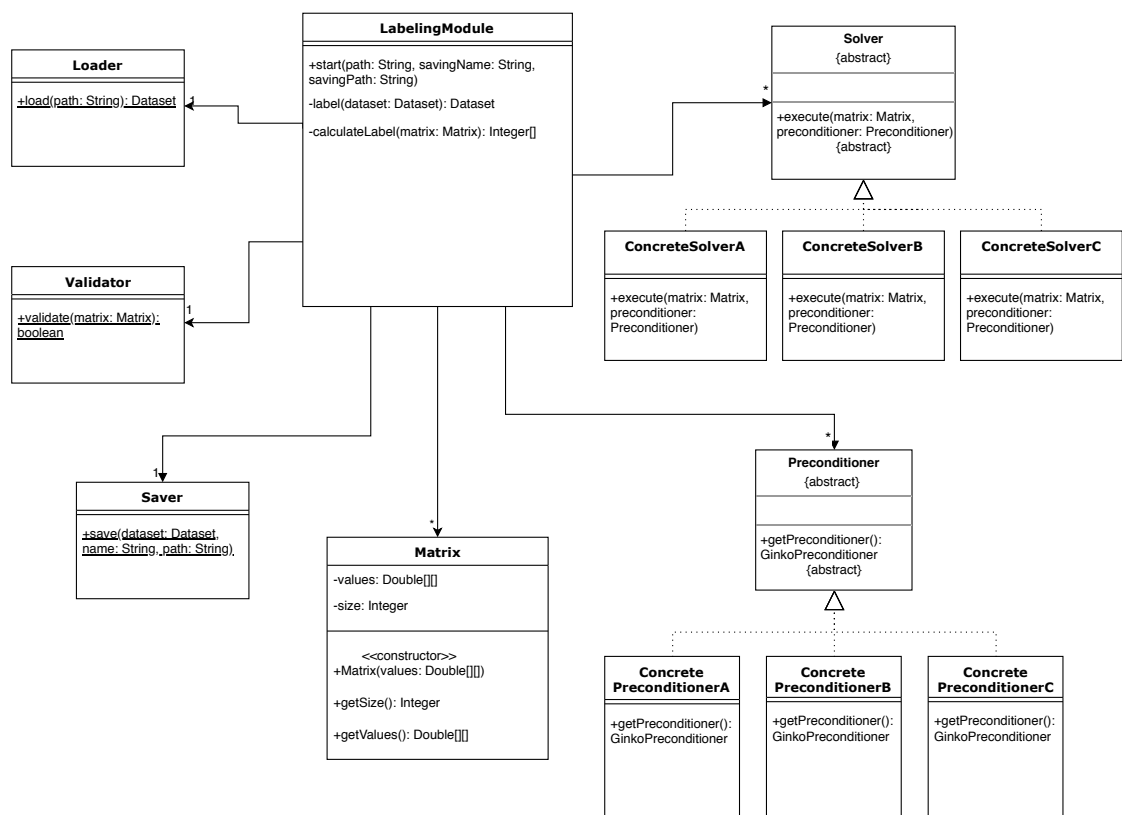 LabelingModule
+start(path: String, savingName: String,
savingPath: String)
-label(dataset: Dataset): Dataset
-calculateLabel(matrix: Matrix): Integer[]
Loader
+load(path: String): Dataset
1
Validator
+validate(matrix: Matrix):
boolean
1
Solver
{abstract}
+execute(matrix: Matrix,
preconditioner: Preconditioner)
{abstract}
*
ConcreteSolverA
+execute(matrix: Matrix,
preconditioner:
Preconditioner)
ConcreteSolverB
+execute(matrix: Matrix,
preconditioner:
Preconditioner)
ConcreteSolverC
+execute(matrix: Matrix,
preconditioner:
Preconditioner)
1
Saver
+save(dataset: Dataset,
name: String, path: String)
*
Matrix
-values: Double[][]
-size: Integer
<<constructor>>
+Matrix(values: Double[][])
+getSize(): Integer
+getValues(): Double[][]
*
Preconditioner
{abstract}
+getPreconditioner():
GinkoPreconditioner
{abstract}
Concrete
PreconditionerA
+getPreconditioner():
GinkoPreconditioner
Concrete
PreconditionerB
+getPreconditioner():
GinkoPreconditioner
Concrete
PreconditionerC
+getPreconditioner():
GinkoPreconditioner